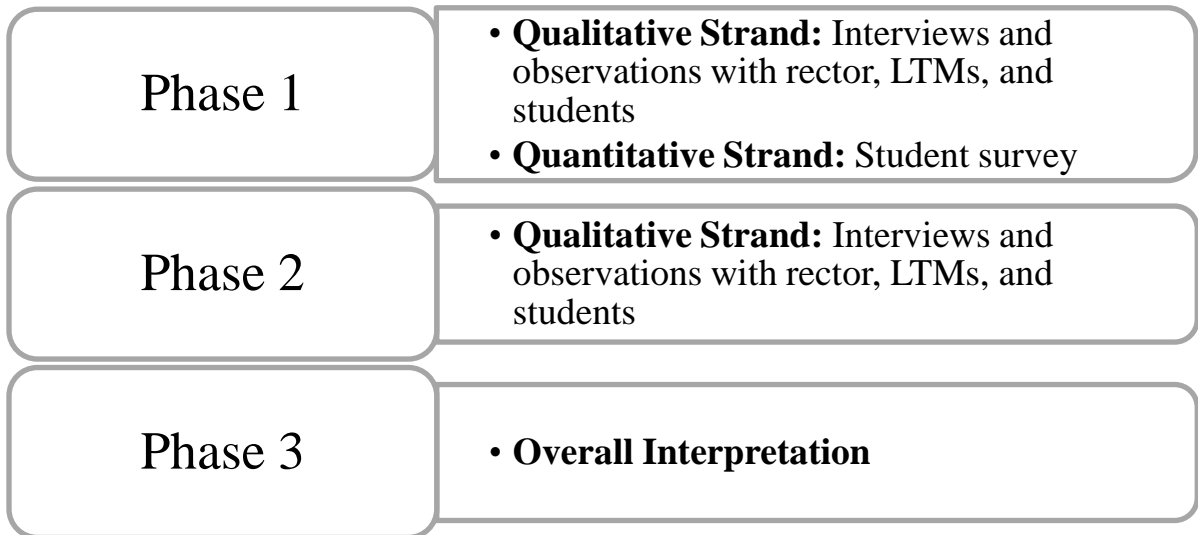 Phase 1
• Qualitative Strand: Interviews and
observations with rector, LTMs, and
students
• Quantitative Strand: Student survey
Phase 2
• Qualitative Strand: Interviews and
observations with rector, LTMs, and
students
Phase 3
• Overall Interpretation